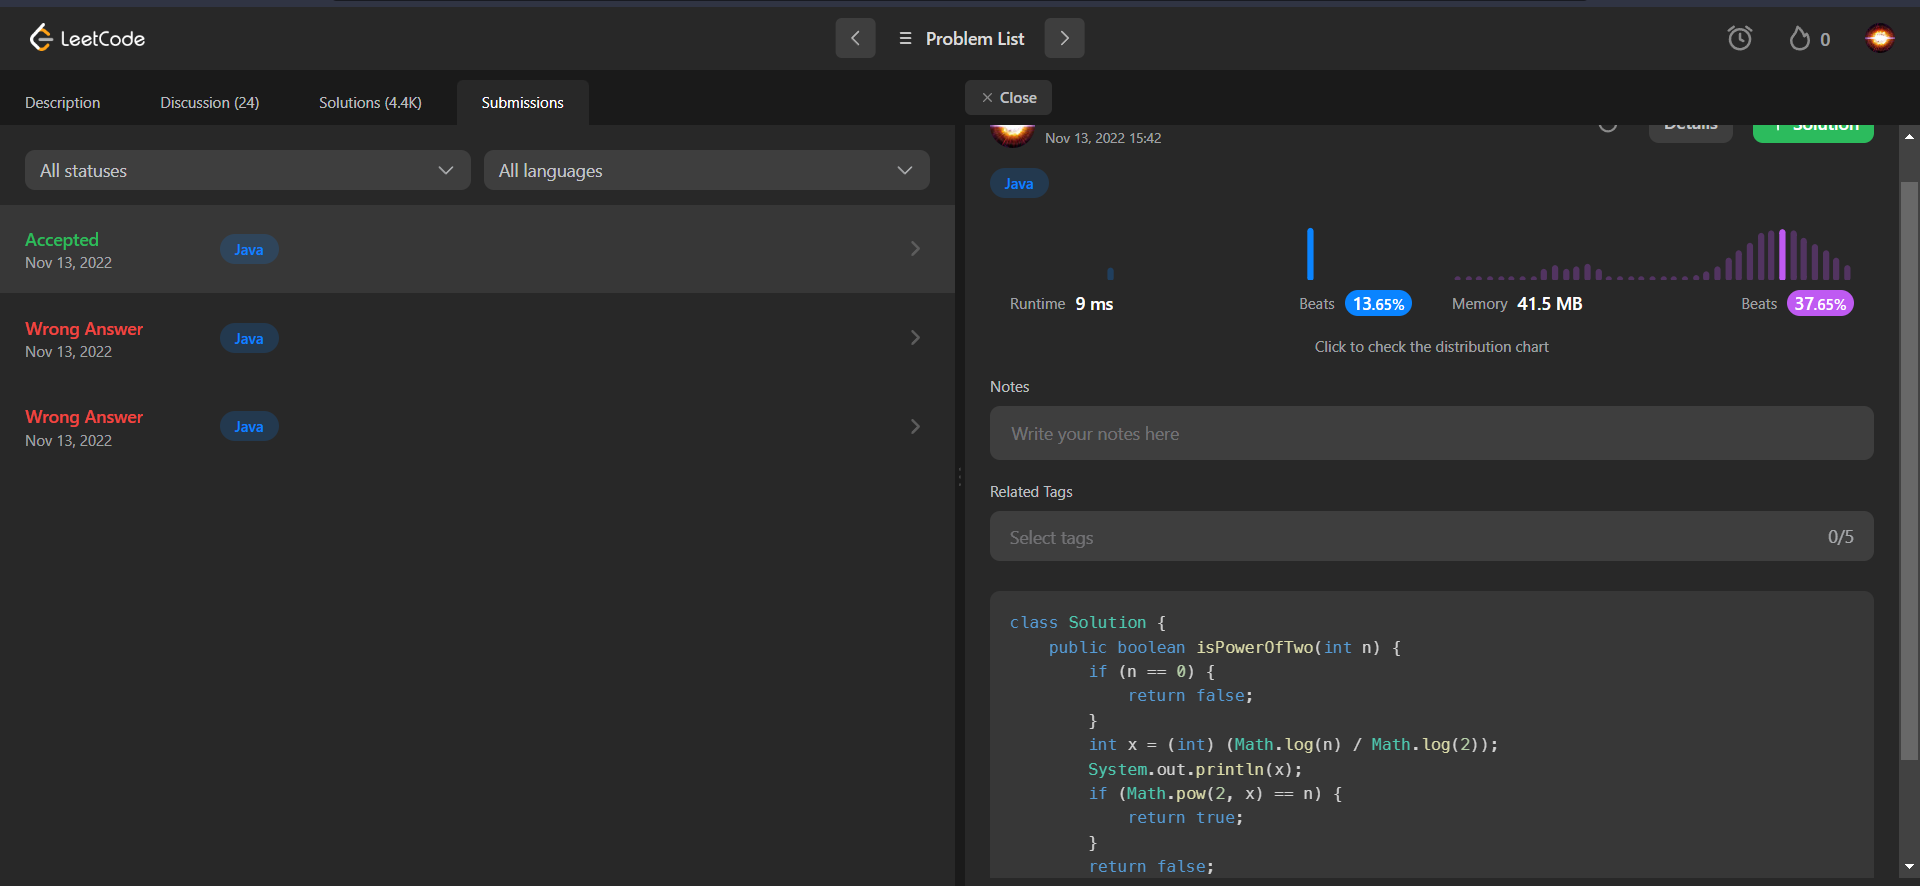 LeetCode
Problem List
0
Description
Discussion (24)
Solutions (4.4K)
Submissions
Close
All statuses
All languages
Accepted
Nov 13, 2022
Java
Wrong Answer
Nov 13, 2022
Java
Wrong Answer
Nov 13, 2022
Java
Nov 13, 2022 15:42
Details
Solution
Java
Runtime 9 ms
Beats 13.65%
Memory 41.5 MB
Beats 37.65%
Click to check the distribution chart
Notes
Write your notes here
Related Tags
Select tags
0/5
class Solution {
    public boolean isPowerOfTwo(int n) {
        if (n == 0) {
            return false;
        }
        int x = (int) (Math.log(n) / Math.log(2));
        System.out.println(x);
        if (Math.pow(2, x) == n) {
            return true;
        }
        return false;